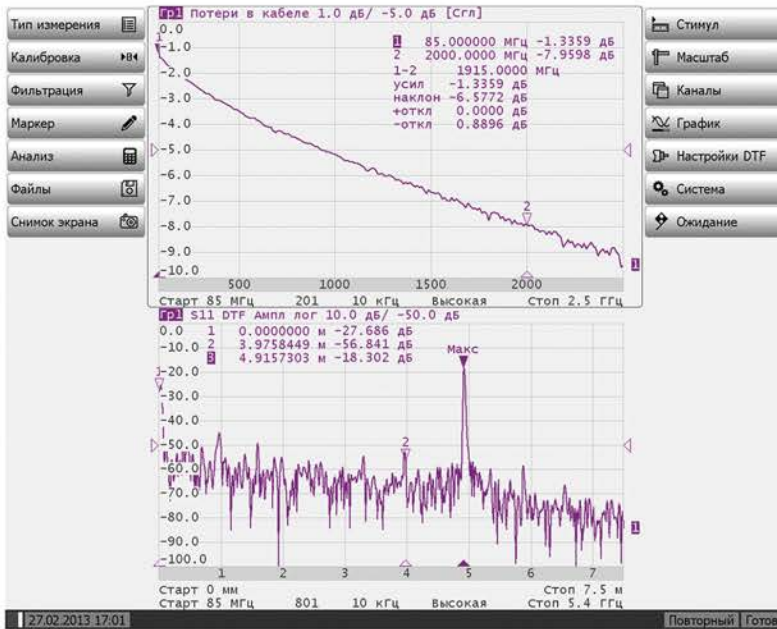 Тип измерения
Калибровка
Фильтрация
Маркер
Анализ
Файлы
Снимок экрана
Гр1 Потери в кабеле 1.0 дБ/ -5.0 дБ [Сгл]
1 85.000000 МГц -1.3359 дБ
2 2000.0000 МГц -7.9598 дБ
1-2 1915.0000 МГц
усил -1.3359 дБ
наклон -6.5772 дБ
+откл 0.0000 дБ
-откл 0.8896 дБ
0.0
-1.0
-2.0
-3.0
-4.0
-5.0
-6.0
-7.0
-8.0
-9.0
-10.0
1
2
1
500 1000 1500 2000
Старт 85 МГц 201 10 кГц Высокая Стоп 2.5 ГГц
Гр1 S11 DTF Ампл лог 10.0 дБ/ -50.0 дБ
1 0.0000000 м -27.686 дБ
2 3.9758449 м -56.841 дБ
3 4.9157303 м -18.302 дБ
Макс
0.0
-10.0
-20.0
-30.0
-40.0
-50.0
-60.0
-70.0
-80.0
-90.0
-100.0
1
2
1
1 2 3 4 5 6 7
Старт 0 мм Стоп 7.5 м
Старт 85 МГц 801 10 кГц Высокая Стоп 5.4 ГГц
Стимул
Масштаб
Каналы
График
Настройки DTF
Система
Ожидание
27.02.2013 17:01 Повторный Готов